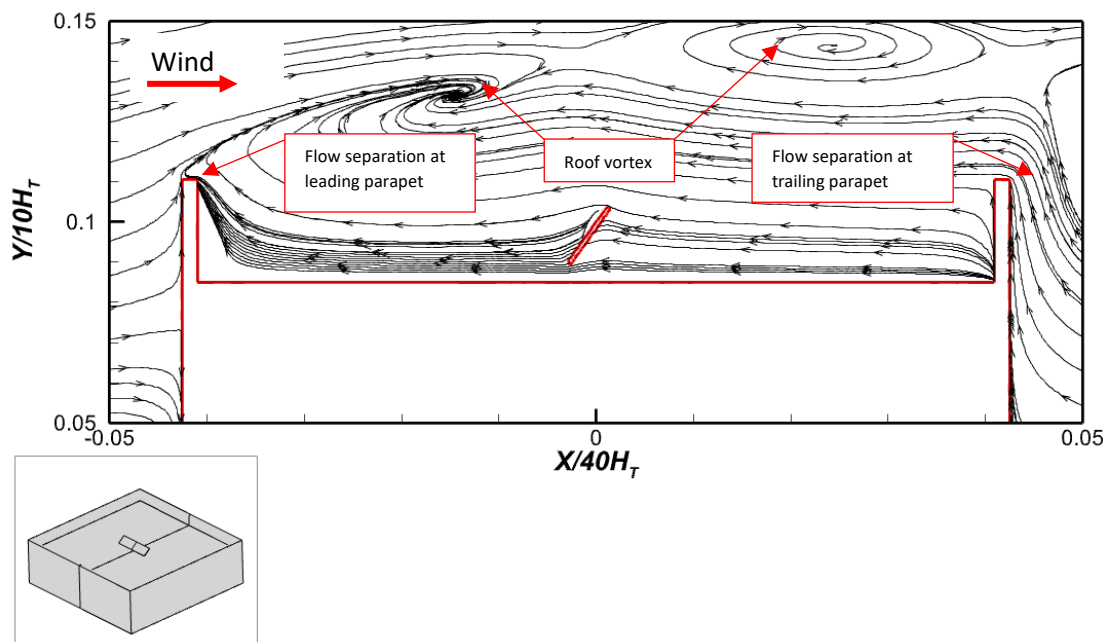 0.15
Wind
Flow separation at
leading parapet
Roof vortex
Flow separation at
trailing parapet
Y/10H_T
0.1
0.05
-0.05
0
0.05
X/40H_T